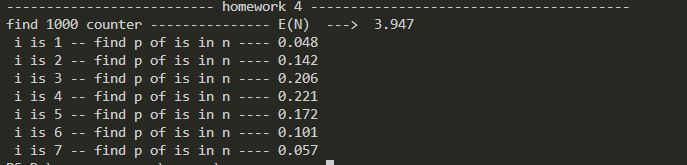 ------------------------- homework 4 --------------------------------------
find 1000 counter --------------- E(N)  --->  3.947
i is 1 -- find p of is in n ---- 0.048
i is 2 -- find p of is in n ---- 0.142
i is 3 -- find p of is in n ---- 0.206
i is 4 -- find p of is in n ---- 0.221
i is 5 -- find p of is in n ---- 0.172
i is 6 -- find p of is in n ---- 0.101
i is 7 -- find p of is in n ---- 0.057